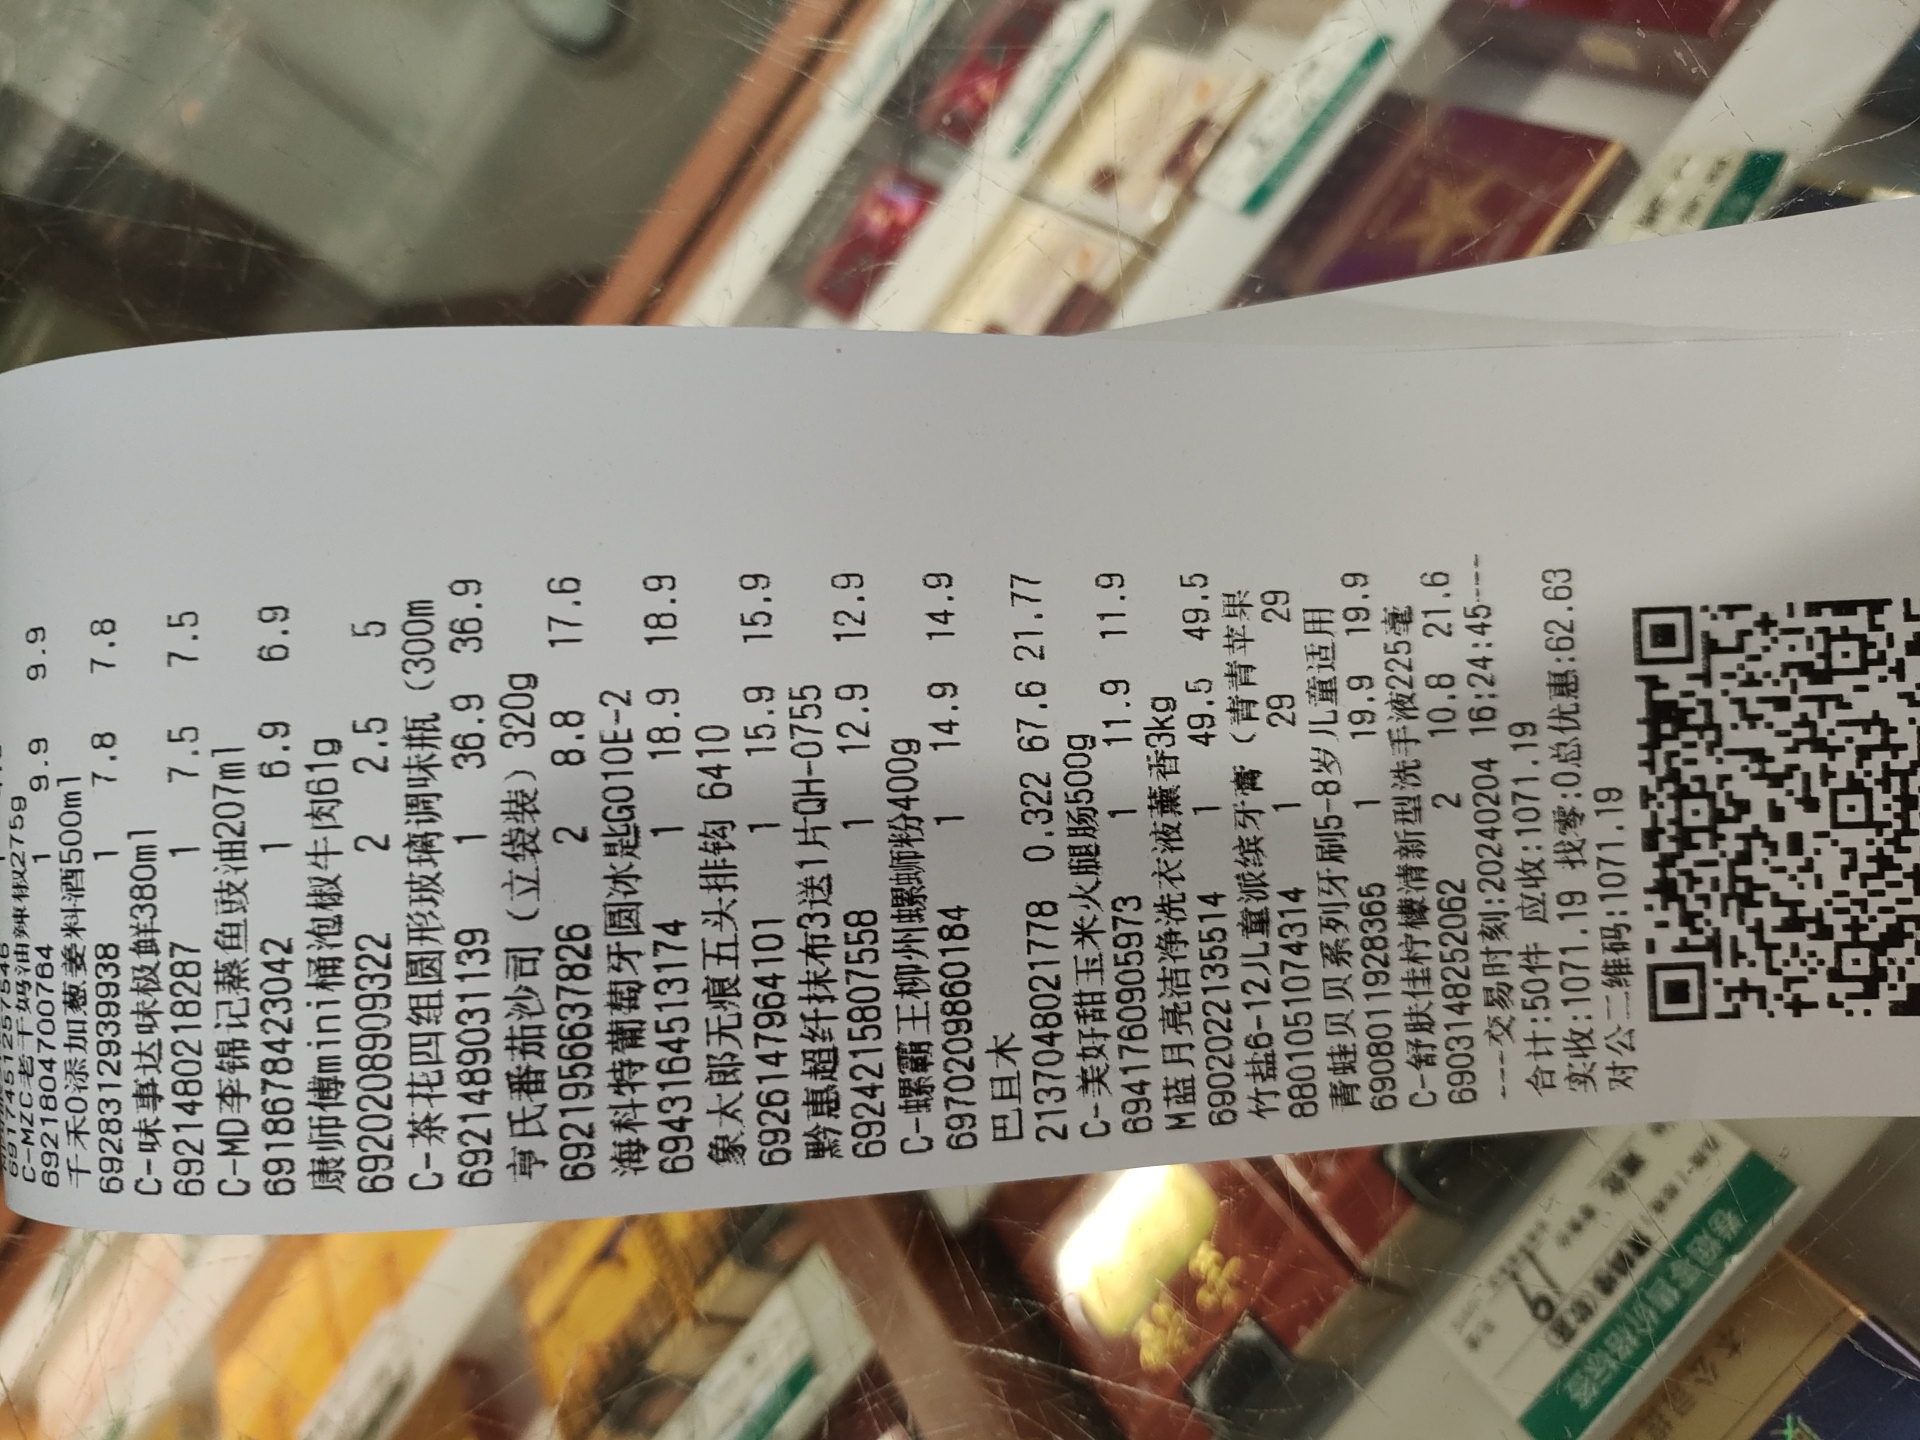 C-MZC老干妈油辣椒275g
6921804700784 1 9.9 9.9
千禾0添加葱姜料酒500ml
6928312939938 1 7.8 7.8
C-味事达味极鲜380ml
6921480218287 1 7.5 7.5
C-MD李锦记蒸鱼豉油207ml
6918678423042 1 6.9 6.9
康师傅mini桶泡椒牛肉61g
6920208909322 2 2.5 5
C-茶花四组圆形玻璃调味瓶(300m
6921489031139 1 36.9 36.9
亨氏番茄沙司(立袋装)320g
6921956637826 2 8.8 17.6
海科特葡萄牙圆冰匙G010E-2
6943164513174 1 18.9 18.9
象太郎无痕五头排钩 6410
6926147964101 1 15.9 15.9
黔惠超纤抹布3送1片QH-0755
6924215807558 1 12.9 12.9
C-螺霸王柳州螺蛳粉400g
6970209860184 1 14.9 14.9
巴旦木
2137048021778 0.322 67.6 21.77
C-美好甜玉米火腿肠500g
6941760905973 1 11.9 11.9
M蓝月亮洁净洗衣液薰香3kg
6902022135514 1 49.5 49.5
竹盐6-12儿童派缤牙膏(青青苹果
8801051074314 1 29 29
青蛙贝贝系列牙刷5-8岁儿童适用
6908011928365 1 19.9 19.9
C-舒肤佳柠檬清新型洗手液225毫
6903148252062 2 10.8 21.6
----交易时刻:20240204 16:24:45----
合计:50件 应收:1071.19
实收:1071.19 找零:0总优惠:62.63
对公二维码:1071.19